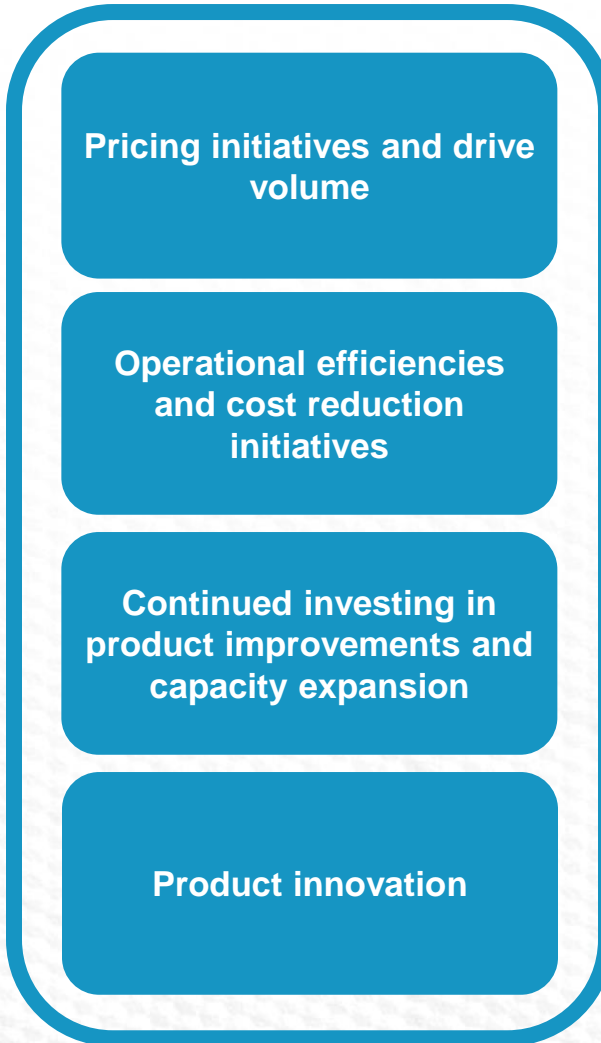 Pricing initiatives and drive
volume
Operational efficiencies
and cost reduction
initiatives
Continued investing in
product improvements and
capacity expansion
Product innovation